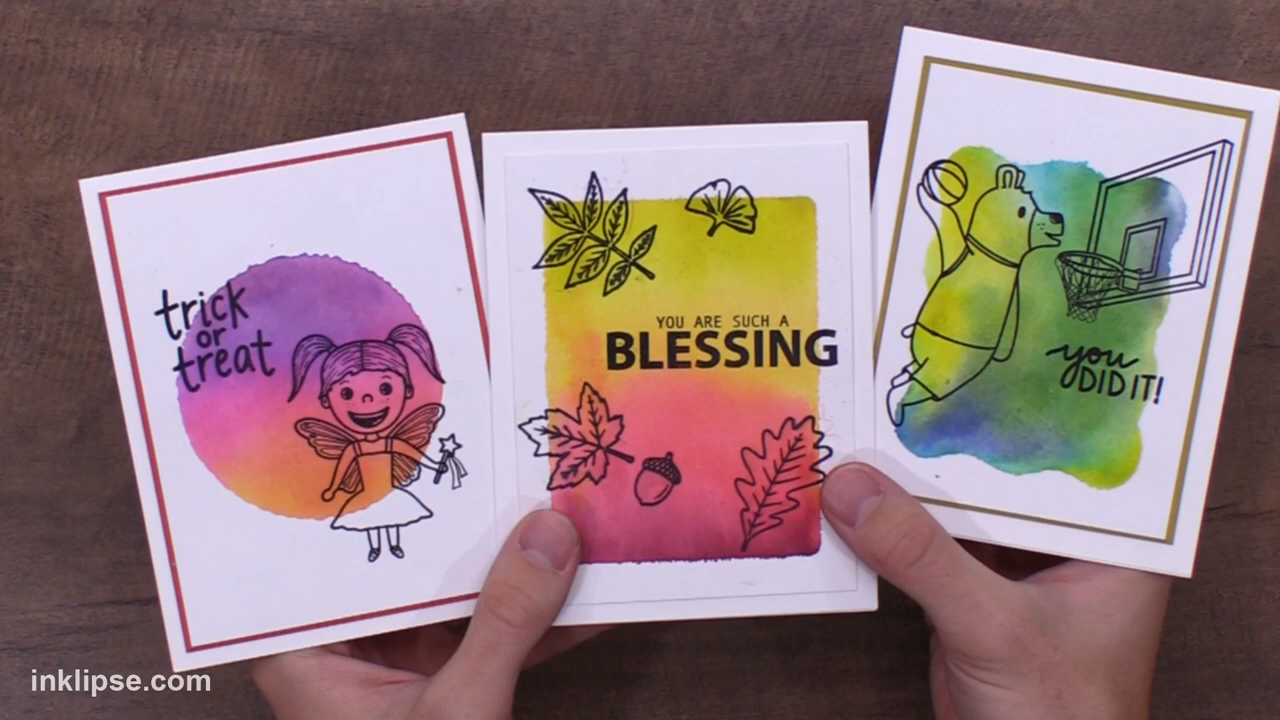 trick
or
treat
YOU ARE SUCH A
BLESSING
you
DID IT!
inklipse.com